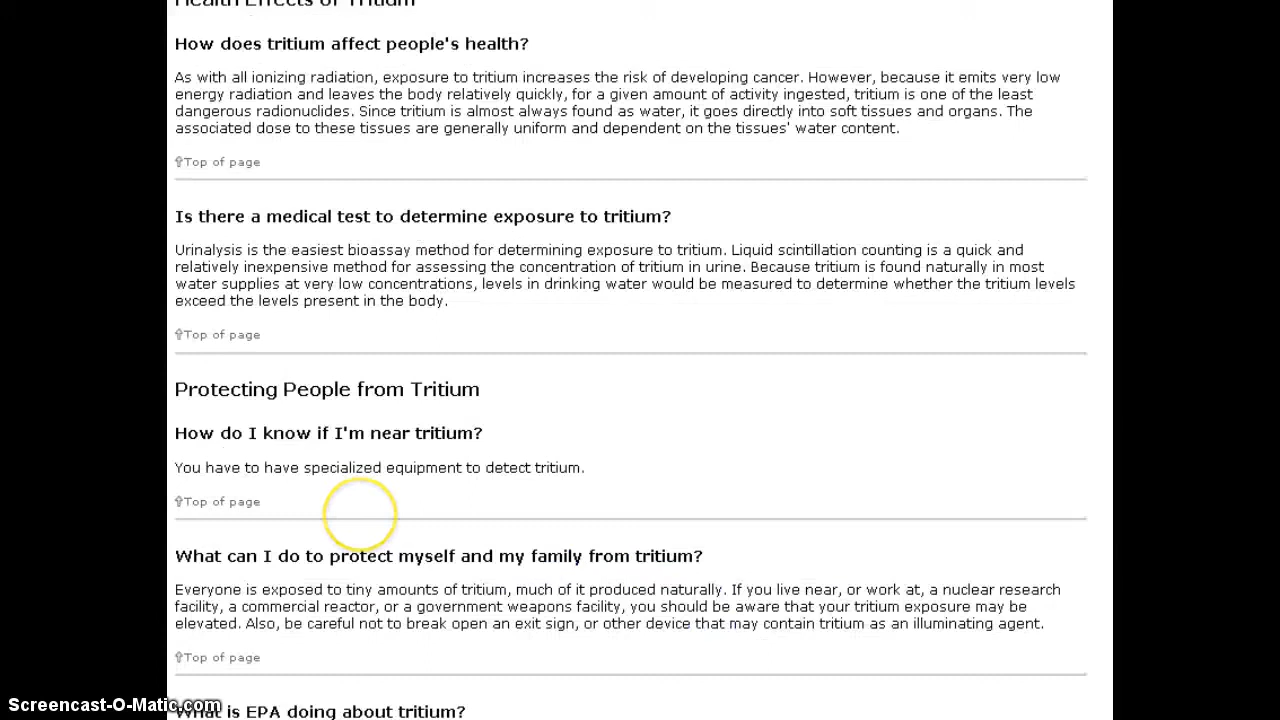 Health Effects of Tritium
How does tritium affect people's health?
As with all ionizing radiation, exposure to tritium increases the risk of developing cancer. However, because it emits very low
energy radiation and leaves the body relatively quickly, for a given amount of activity ingested, tritium is one of the least
dangerous radionuclides. Since tritium is almost always found as water, it goes directly into soft tissues and organs. The
associated dose to these tissues are generally uniform and dependent on the tissues' water content.
⇧Top of page
Is there a medical test to determine exposure to tritium?
Urinalysis is the easiest bioassay method for determining exposure to tritium. Liquid scintillation counting is a quick and
relatively inexpensive method for assessing the concentration of tritium in urine. Because tritium is found naturally in most
water supplies at very low concentrations, levels in drinking water would be measured to determine whether the tritium levels
exceed the levels present in the body.
⇧Top of page
Protecting People from Tritium
How do I know if I'm near tritium?
You have to have specialized equipment to detect tritium.
⇧Top of page
What can I do to protect myself and my family from tritium?
Everyone is exposed to tiny amounts of tritium, much of it produced naturally. If you live near, or work at, a nuclear research
facility, a commercial reactor, or a government weapons facility, you should be aware that your tritium exposure may be
elevated. Also, be careful not to break open an exit sign, or other device that may contain tritium as an illuminating agent.
⇧Top of page
Screencast-O-Matic.com
What is EPA doing about tritium?